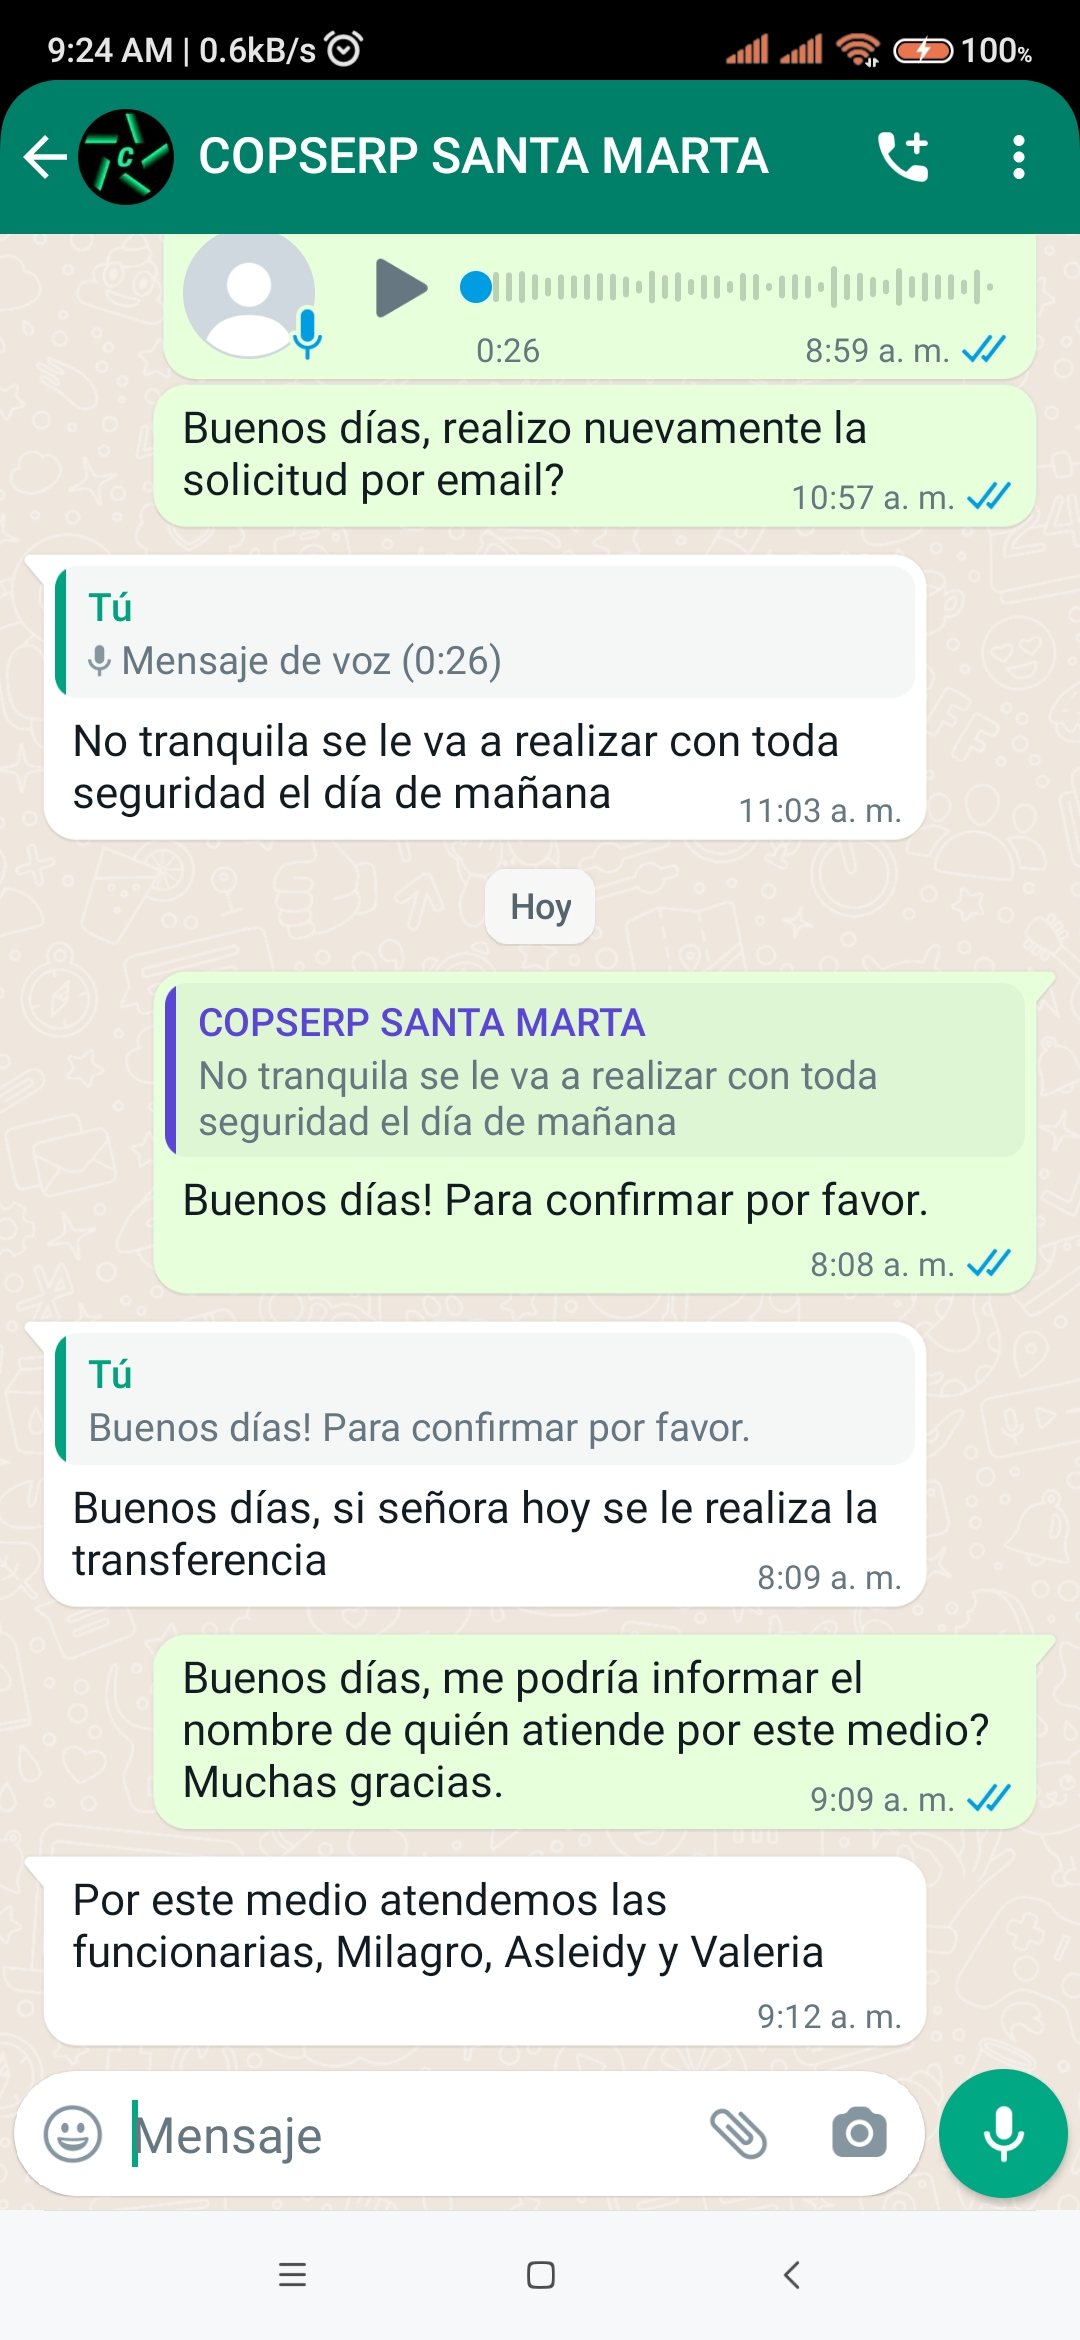 9:24 AM | 0.6kB/s
100%
C
COPSERP SANTA MARTA
0:26
8:59 a. m.
Buenos días, realizo nuevamente la
solicitud por email?
10:57 a. m.
Tú
Mensaje de voz (0:26)
No tranquila se le va a realizar con toda
seguridad el día de mañana
11:03 a. m.
Hoy
COPSERP SANTA MARTA
No tranquila se le va a realizar con toda
seguridad el día de mañana
Buenos días! Para confirmar por favor.
8:08 a. m.
Tú
Buenos días! Para confirmar por favor.
Buenos días, si señora hoy se le realiza la
transferencia
8:09 a. m.
Buenos días, me podría informar el
nombre de quién atiende por este medio?
Muchas gracias.
9:09 a. m.
Por este medio atendemos las
funcionarias, Milagro, Asleidy y Valeria
9:12 a. m.
Mensaje